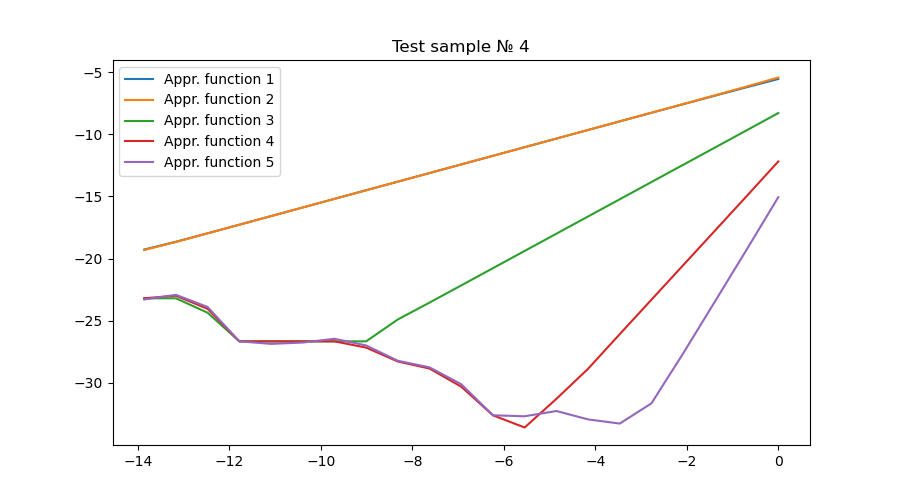 Test sample № 4
Appr. function 1
Appr. function 2
Appr. function 3
Appr. function 4
Appr. function 5
−5
−10
−15
−20
−25
−30
−14 −12 −10 −8 −6 −4 −2 0